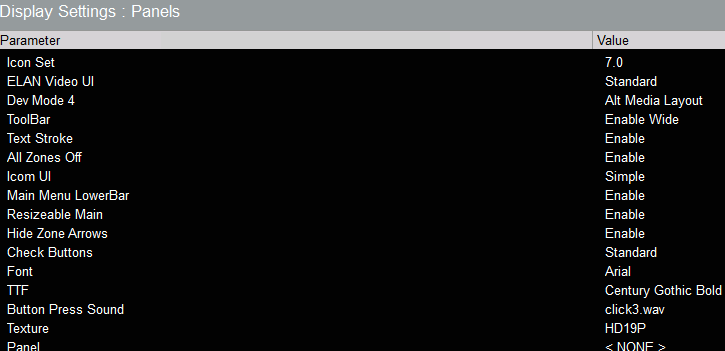 Display Settings : Panels
Parameter Value
Icon Set 7.0
ELAN Video UI Standard
Dev Mode 4 Alt Media Layout
ToolBar Enable Wide
Text Stroke Enable
All Zones Off Enable
Icom UI Simple
Main Menu LowerBar Enable
Resizeable Main Enable
Hide Zone Arrows Enable
Check Buttons Standard
Font Arial
TTF Century Gothic Bold
Button Press Sound click3.wav
Texture HD19P
Panel < NONE >